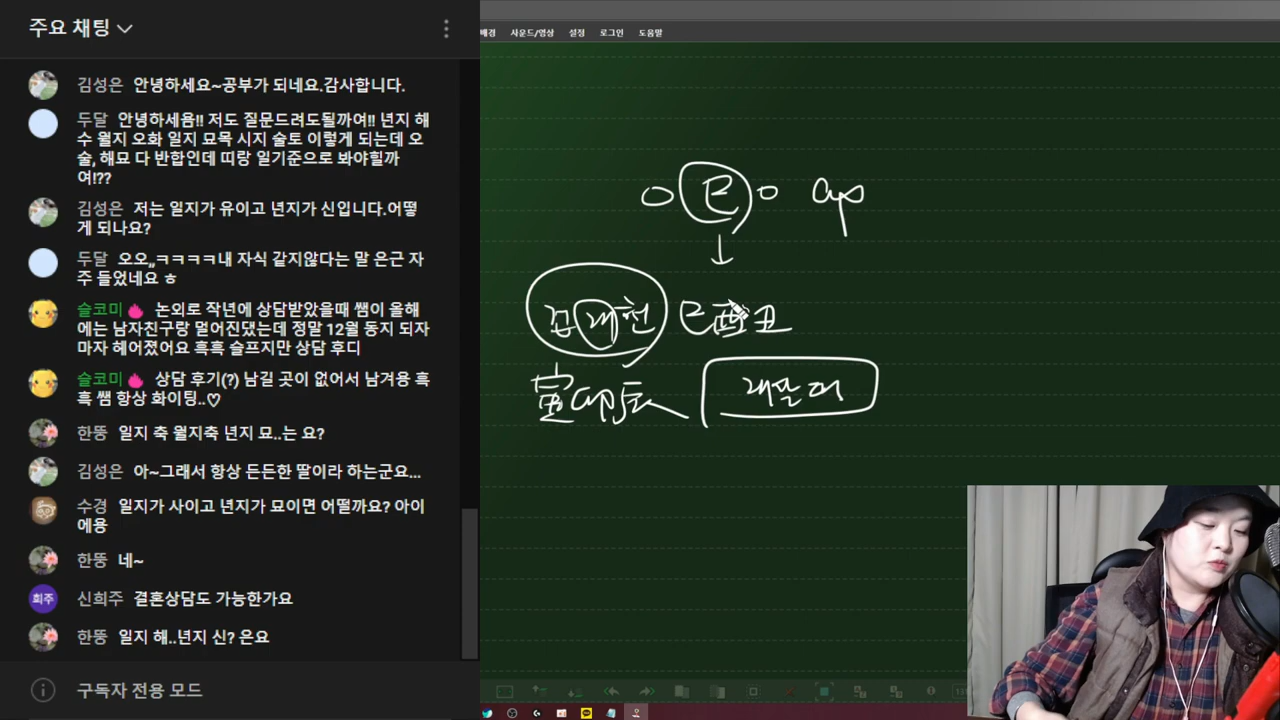 주요 채팅
배경 사운드/영상 설정 로그인 도움말
김성은 안녕하세요~공부가 되네요.감사합니다.
두달 안녕하세욤!! 저도 질문드려도될까여!! 년지 해
수 월지 오화 일지 묘목 시지 술토 이렇게 되는데 오
술, 해묘 다 반합인데 띠랑 일기준으로 봐야힐까
여!??
김성은 저는 일지가 유이고 년지가 신입니다.어떻
게 되나요?
두달 오오,,ㅋㅋㅋㅋ내 자식 같지않다는 말 은근 자
주 들었네요 ㅎ
슬코미 논외로 작년에 상담받았을때 쌤이 올해
에는 남자친구랑 멀어진댔는데 정말 12월 동지 되자
마자 헤어졌어요 흑흑 슬프지만 상담 후디
슬코미 상담 후기(?) 남길 곳이 없어서 남겨용 흑
흑 쌤 항상 화이팅..♡
한뚱 일지 축 월지축 년지 묘..는 요?
김성은 아~그래서 항상 든든한 딸이라 하는군요...
수경 일지가 사이고 년지가 묘이면 어떨까요? 아이
에용
한뚱 네~
희주 신희주 결혼상담도 가능한가요
한뚱 일지 해..년지 신? 은요
구독자 전용 모드
巳酉丑